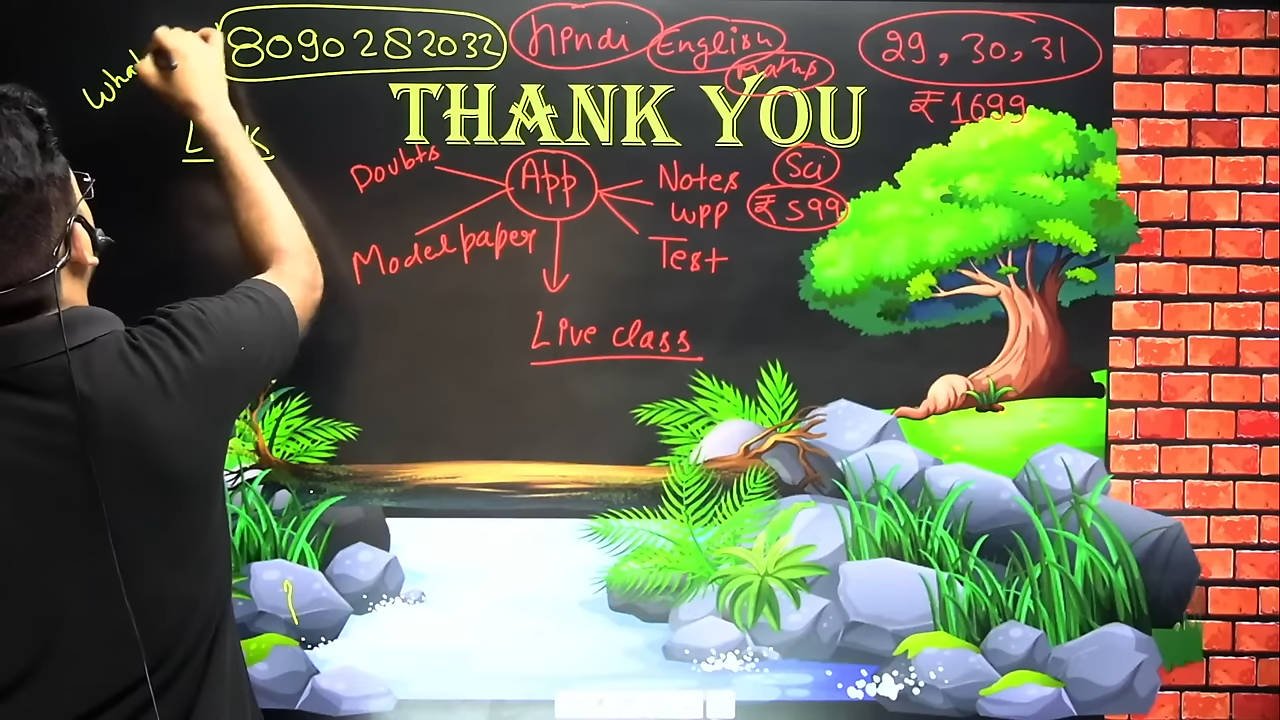 8090282032 Hindi English 29, 30, 31
Maths
THANK YOU ₹1699
Doubts App Notes Sci
WPP ₹599
Model paper Test
Live class